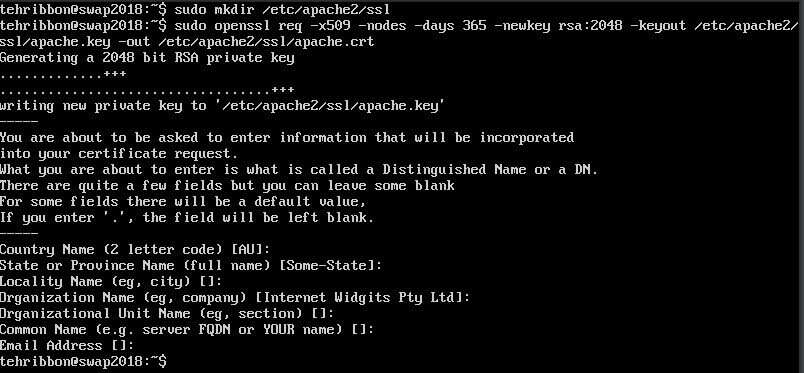 tehribbon@swap2018:~$ sudo mkdir /etc/apache2/ssl
tehribbon@swap2018:~$ sudo openssl req -x509 -nodes -days 365 -newkey rsa:2048 -keyout /etc/apache2/
ssl/apache.key -out /etc/apache2/ssl/apache.crt
Generating a 2048 bit RSA private key
.............+++
..................................+++
writing new private key to '/etc/apache2/ssl/apache.key'
-----
You are about to be asked to enter information that will be incorporated
into your certificate request.
What you are about to enter is what is called a Distinguished Name or a DN.
There are quite a few fields but you can leave some blank
For some fields there will be a default value,
If you enter '.', the field will be left blank.
-----
Country Name (2 letter code) [AU]:
State or Province Name (full name) [Some-State]:
Locality Name (eg, city) []:
Organization Name (eg, company) [Internet Widgits Pty Ltd]:
Organizational Unit Name (eg, section) []:
Common Name (e.g. server FQDN or YOUR name) []:
Email Address []:
tehribbon@swap2018:~$